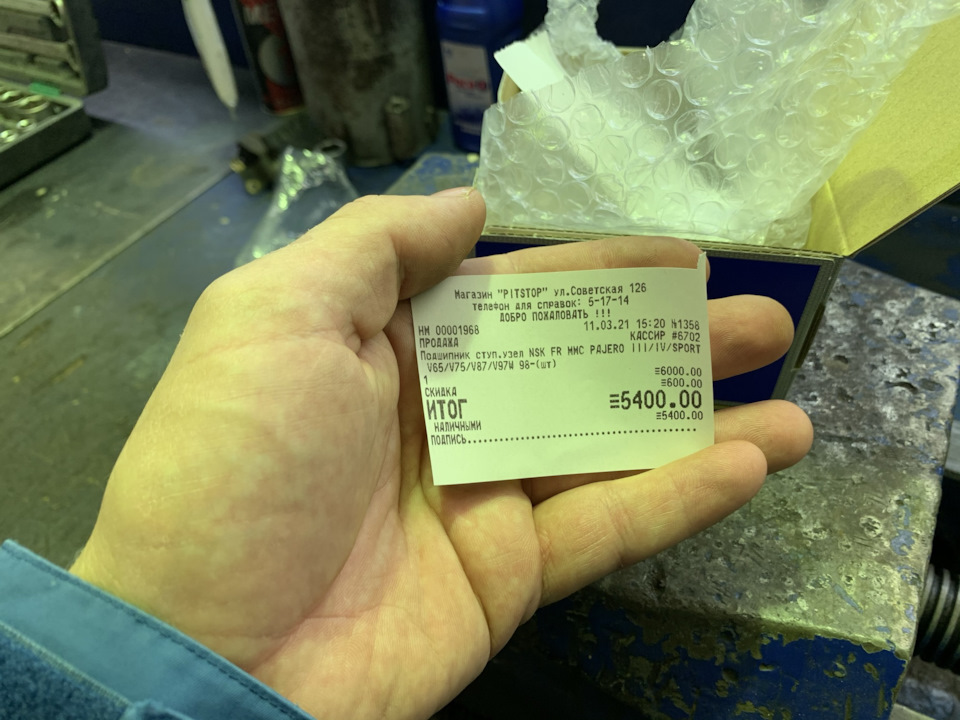 Магазин "PITSTOP" ул.Советская 126
телефон для справок: 5-17-14
ДОБРО ПОЖАЛОВАТЬ !!!
НМ 00001968 11.03.21 15:20 №1358
ПРОДАЖА КАССИР #6702
Подшипник ступ.узел NSK FR MMC PAJERO III/IV/SPORT
V65/V75/V87/V97W 98-(шт)
1 ≡6000.00
СКИДКА ≡600.00
ИТОГ ≡5400.00
НАЛИЧНЫМИ ≡5400.00
ПОДПИСЬ........................................